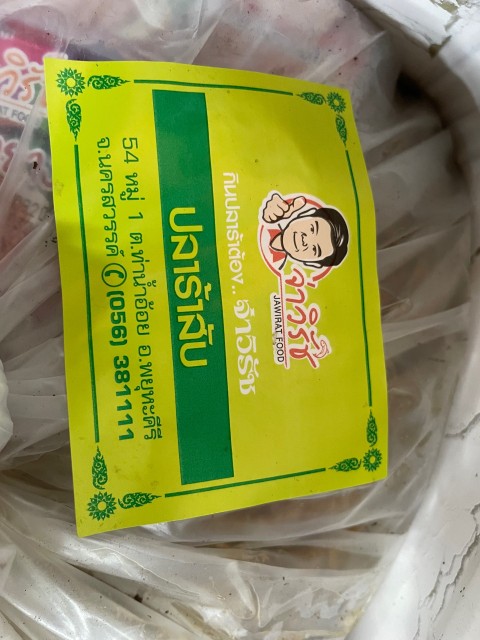 จ่าวิรัช
JAWIRAT FOOD
กินปลาร้าต้อง.. จ่าวิรัช
ปลาร้าสับ
54 หมู่ 1 ต.ท่าน้ำอ้อย อ.พยุหะคีรี
จ.นครสวรรค์ (056) 381111